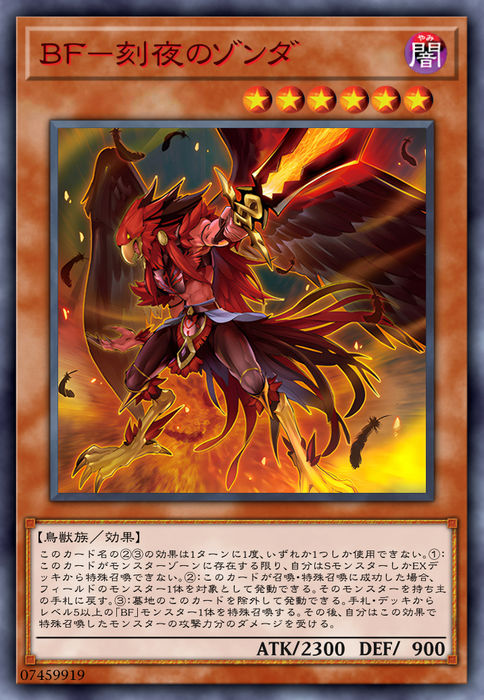 BF－刻夜のゾンダ
やみ
闇
【鳥獣族／効果】
このカード名の②③の効果は1ターンに1度、いずれか1つしか使用できない。①：
このカードがモンスターゾーンに存在する限り、自分はSモンスターしかEXデ
ッキから特殊召喚できない。②：このカードが召喚・特殊召喚に成功した場合、
フィールドのモンスター1体を対象として発動できる。そのモンスターを持ち主
の手札に戻す。③：墓地のこのカードを除外して発動できる。手札・デッキから
レベル5以上の「BF」モンスター1体を特殊召喚する。その後、自分はこの効果で
特殊召喚したモンスターの攻撃力分のダメージを受ける。
ATK/2300 DEF/ 900
07459919